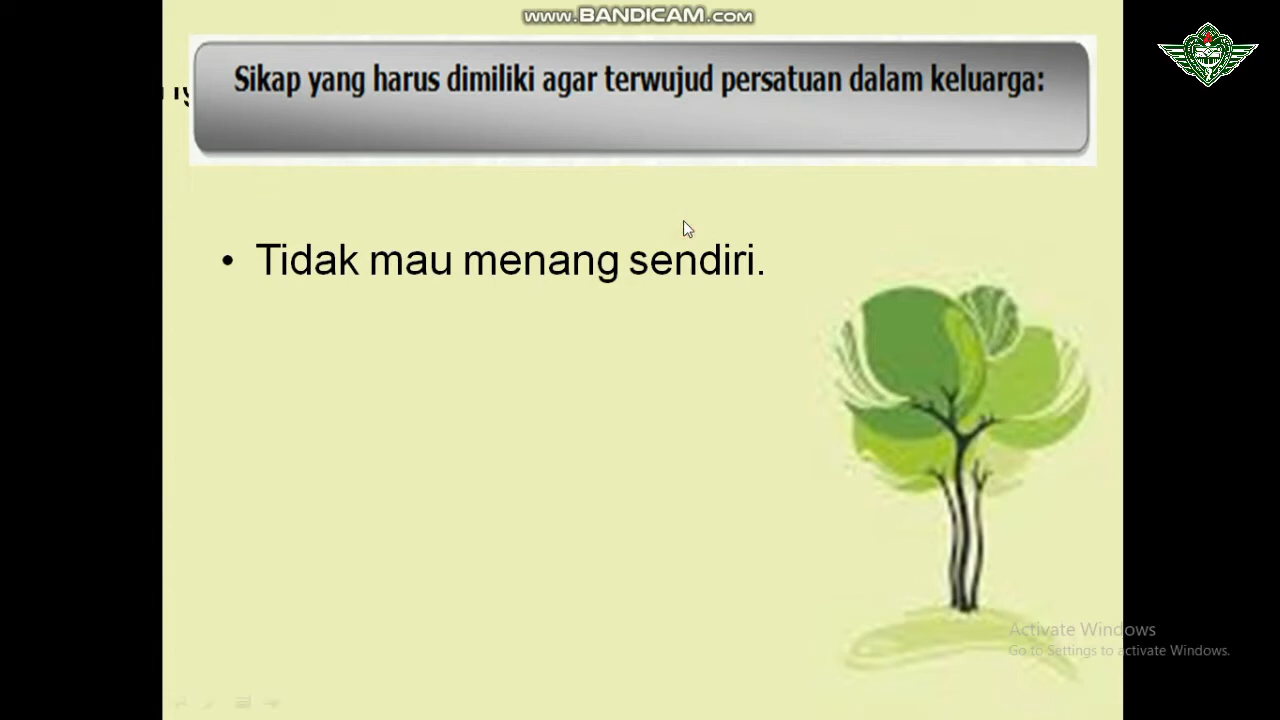 www.BANDICAM.com
Sikap yang harus dimiliki agar terwujud persatuan dalam keluarga:
• Tidak mau menang sendiri.
Activate Windows
Go to Settings to activate Windows.